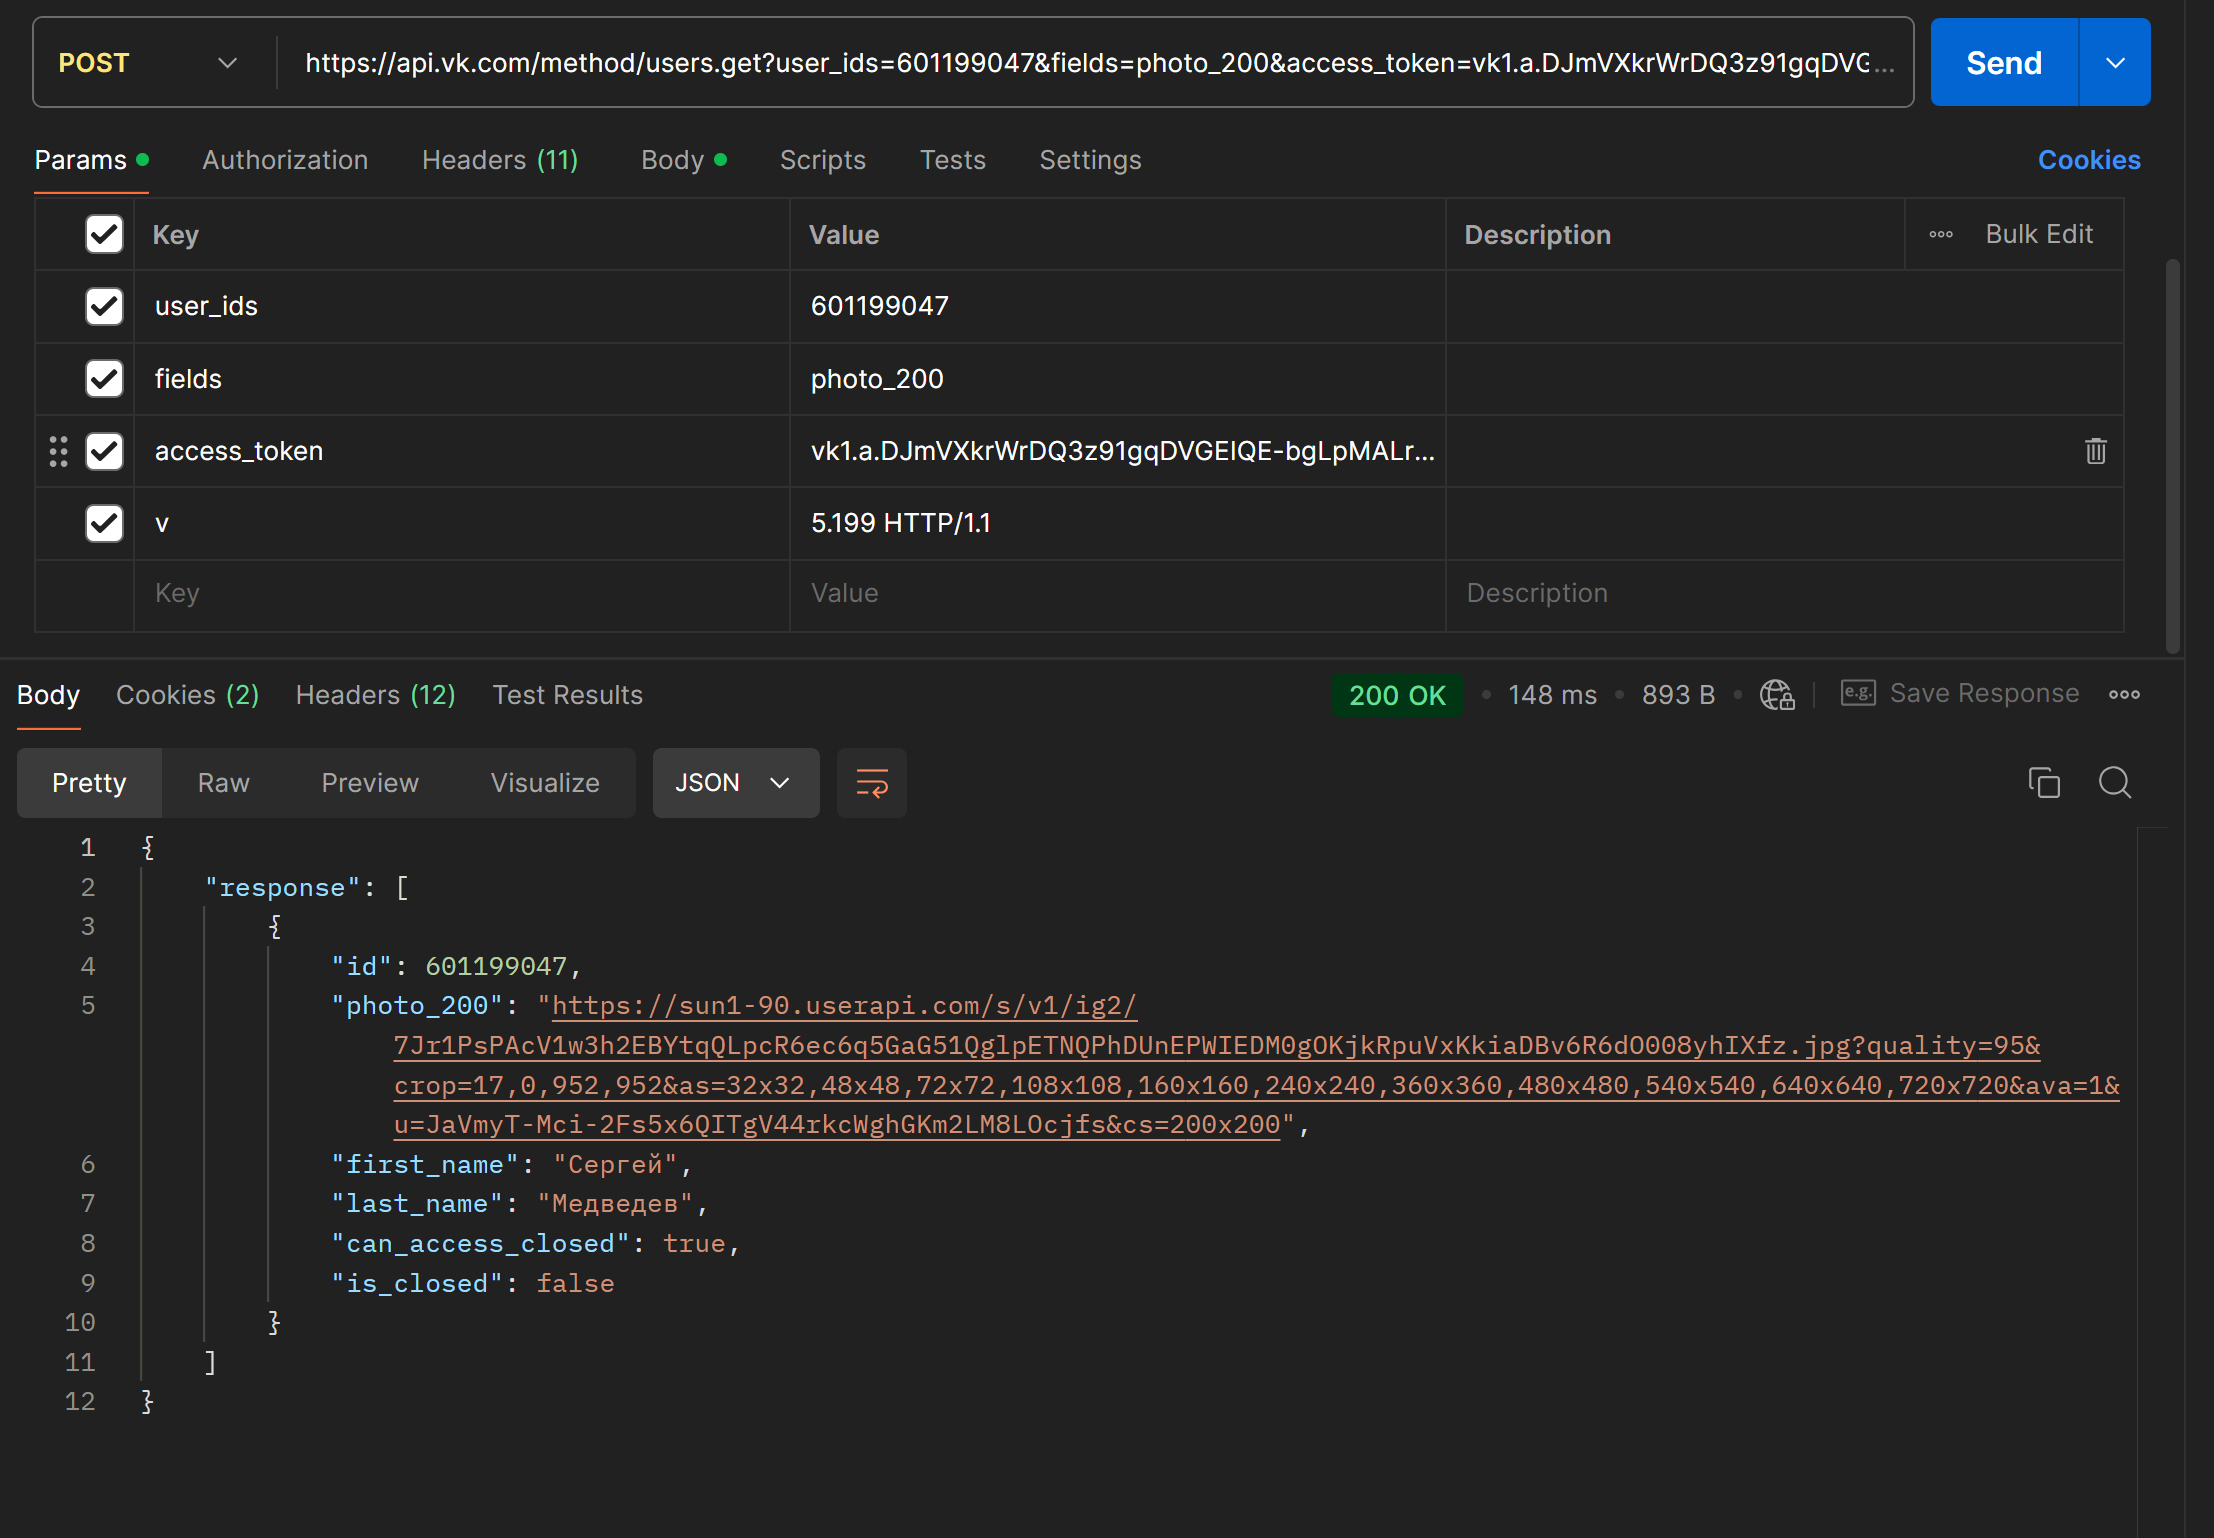 POST https://api.vk.com/method/users.get?user_ids=601199047&fields=photo_200&access_token=vk1.a.DJmVXkrWrDQ3z91gqDVG... Send
Params Authorization Headers (11) Body Scripts Tests Settings Cookies
Key Value Description Bulk Edit
user_ids 601199047
fields photo_200
access_token vk1.a.DJmVXkrWrDQ3z91gqDVGEIQE-bgLpMALr...
v 5.199 HTTP/1.1
Key Value Description
Body Cookies (2) Headers (12) Test Results 200 OK • 148 ms • 893 B • e.g. Save Response
Pretty Raw Preview Visualize JSON
1 {
2 "response": [
3 {
4 "id": 601199047,
5 "photo_200": "https://sun1-90.userapi.com/s/v1/ig2/
7Jr1PsPAcV1w3h2EBYtqQLpcR6ec6q5GaG51QglpETNQPhDUnEPWIEDM0gOKjkRpuVxKkiaDBv6R6dO008yhIXfz.jpg?quality=95&
crop=17,0,952,952&as=32x32,48x48,72x72,108x108,160x160,240x240,360x360,480x480,540x540,640x640,720x720&ava=1&
u=JaVmyT-Mci-2Fs5x6QITgV44rkcWghGKm2LM8LOcjfs&cs=200x200",
6 "first_name": "Сергей",
7 "last_name": "Медведев",
8 "can_access_closed": true,
9 "is_closed": false
10 }
11 ]
12 }